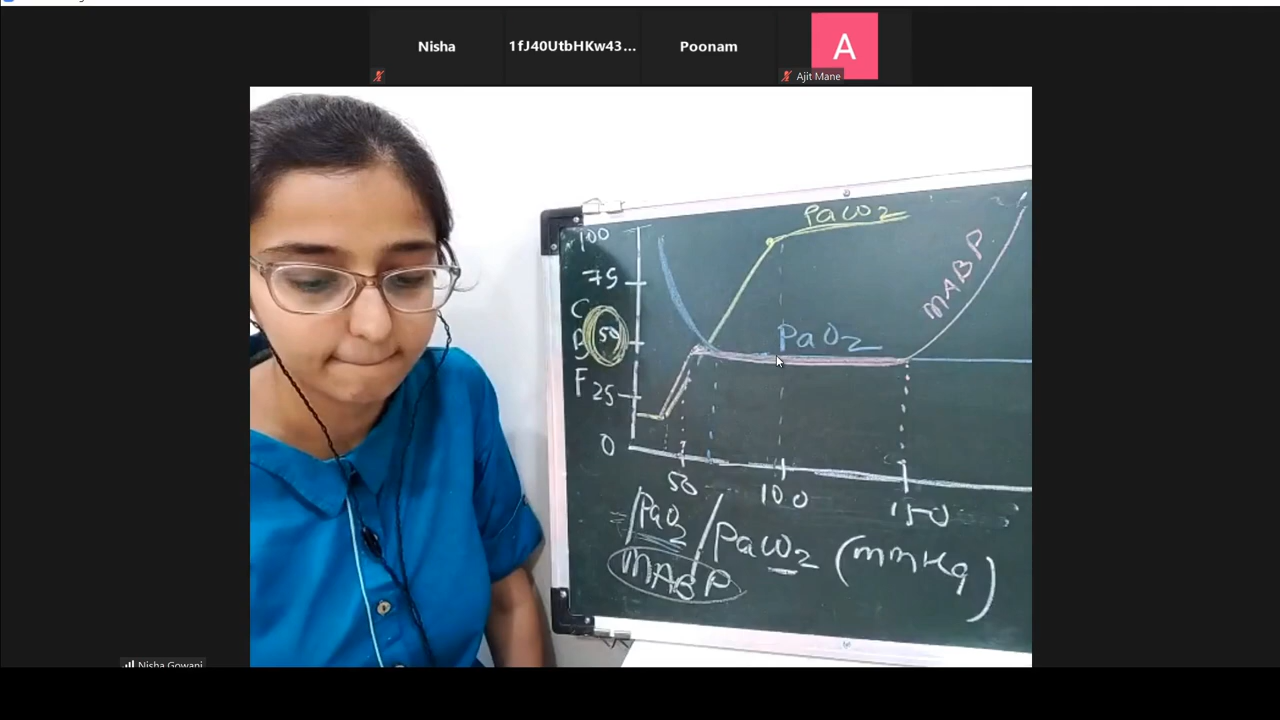 Nisha
1fJ40UtbHKw43...
Poonam
A
Ajit Mane
PaCO2
100
75
MABP
C
50
B
PaO2
F
25
0
50
100
150
PaO2 / PaCO2 (mmHg)
MABP
Nisha Gowani